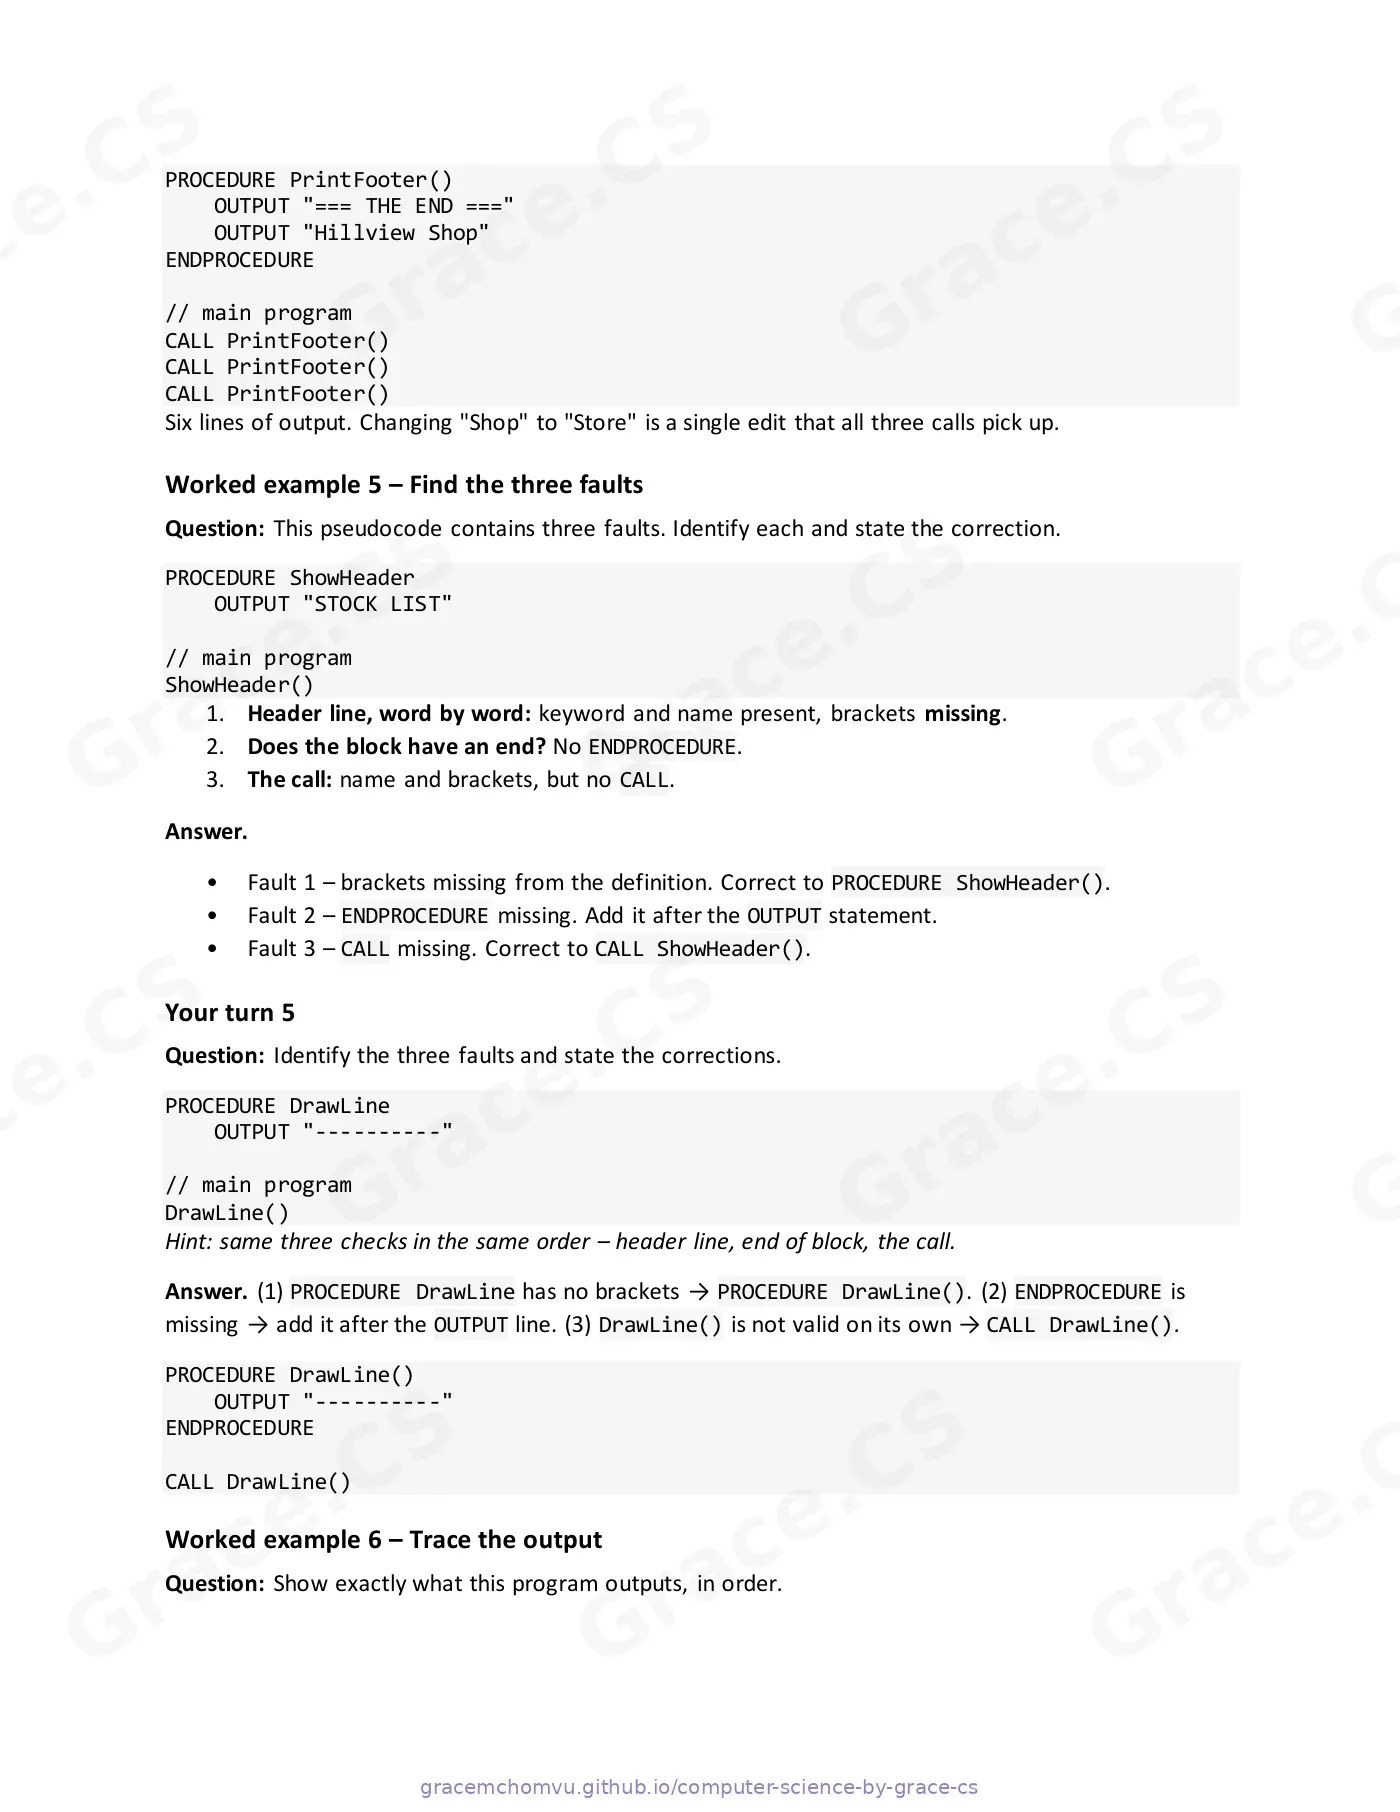 PROCEDURE PrintFooter()
    OUTPUT "=== THE END ==="
    OUTPUT "Hillview Shop"
ENDPROCEDURE
// main program
CALL PrintFooter()
CALL PrintFooter()
CALL PrintFooter()
Six lines of output. Changing "Shop" to "Store" is a single edit that all three calls pick up.
Worked example 5 – Find the three faults
Question: This pseudocode contains three faults. Identify each and state the correction.
PROCEDURE ShowHeader
    OUTPUT "STOCK LIST"
// main program
ShowHeader()
1. Header line, word by word: keyword and name present, brackets missing.
2. Does the block have an end? No ENDPROCEDURE.
3. The call: name and brackets, but no CALL.
Answer.
• Fault 1 – brackets missing from the definition. Correct to PROCEDURE ShowHeader().
• Fault 2 – ENDPROCEDURE missing. Add it after the OUTPUT statement.
• Fault 3 – CALL missing. Correct to CALL ShowHeader().
Your turn 5
Question: Identify the three faults and state the corrections.
PROCEDURE DrawLine
    OUTPUT "----------"
// main program
DrawLine()
Hint: same three checks in the same order – header line, end of block, the call.
Answer. (1) PROCEDURE DrawLine has no brackets → PROCEDURE DrawLine(). (2) ENDPROCEDURE is
missing → add it after the OUTPUT line. (3) DrawLine() is not valid on its own → CALL DrawLine().
PROCEDURE DrawLine()
    OUTPUT "----------"
ENDPROCEDURE
CALL DrawLine()
Worked example 6 – Trace the output
Question: Show exactly what this program outputs, in order.
gracemchomvu.github.io/computer-science-by-grace-cs
Grace.CS